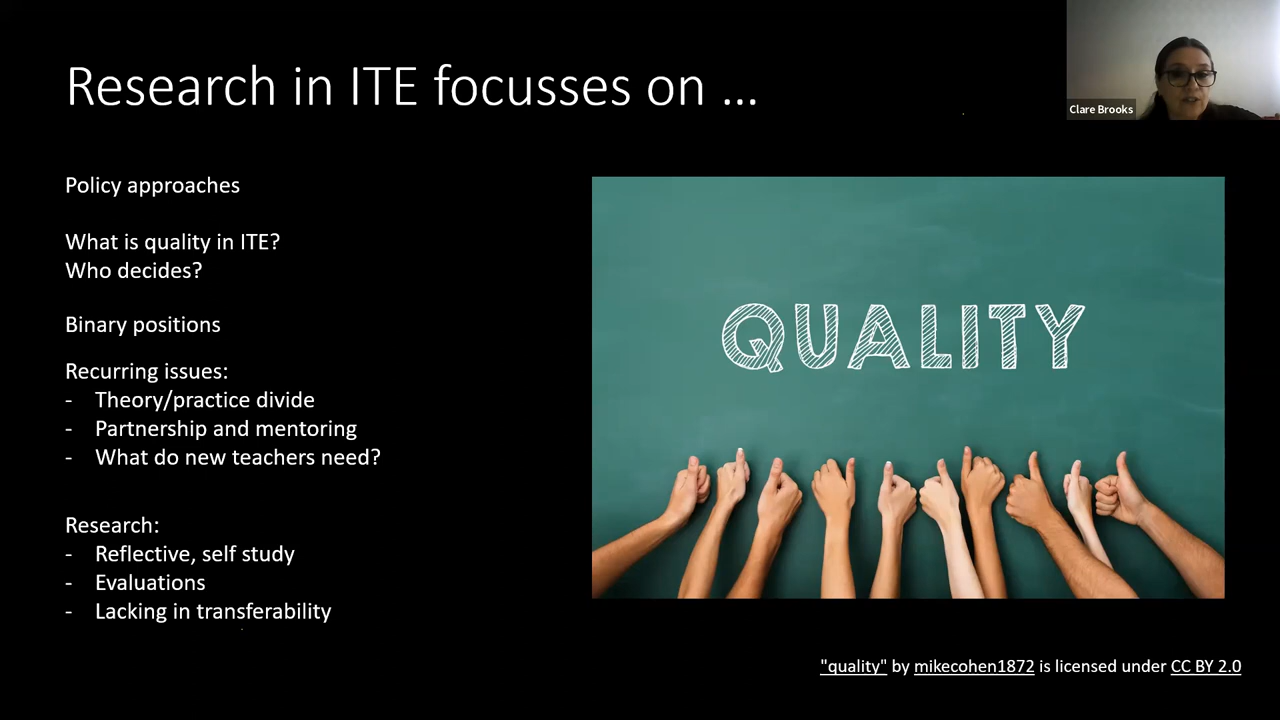 Research in ITE focusses on ...
Clare Brooks
Policy approaches
What is quality in ITE?
Who decides?
Binary positions
Recurring issues:
- Theory/practice divide
- Partnership and mentoring
- What do new teachers need?
Research:
- Reflective, self study
- Evaluations
- Lacking in transferability
QUALITY
"quality" by mikecohen1872 is licensed under CC BY 2.0